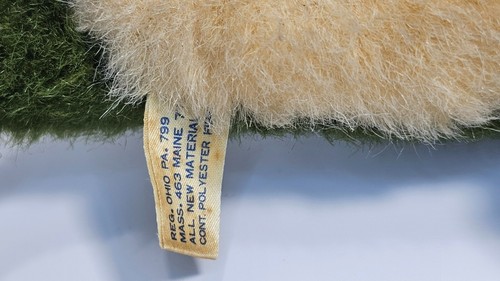 REG. OHIO PA. 799
MASS. 463 MAINE 7
ALL NEW MATERIAL
CONT. POLYESTER